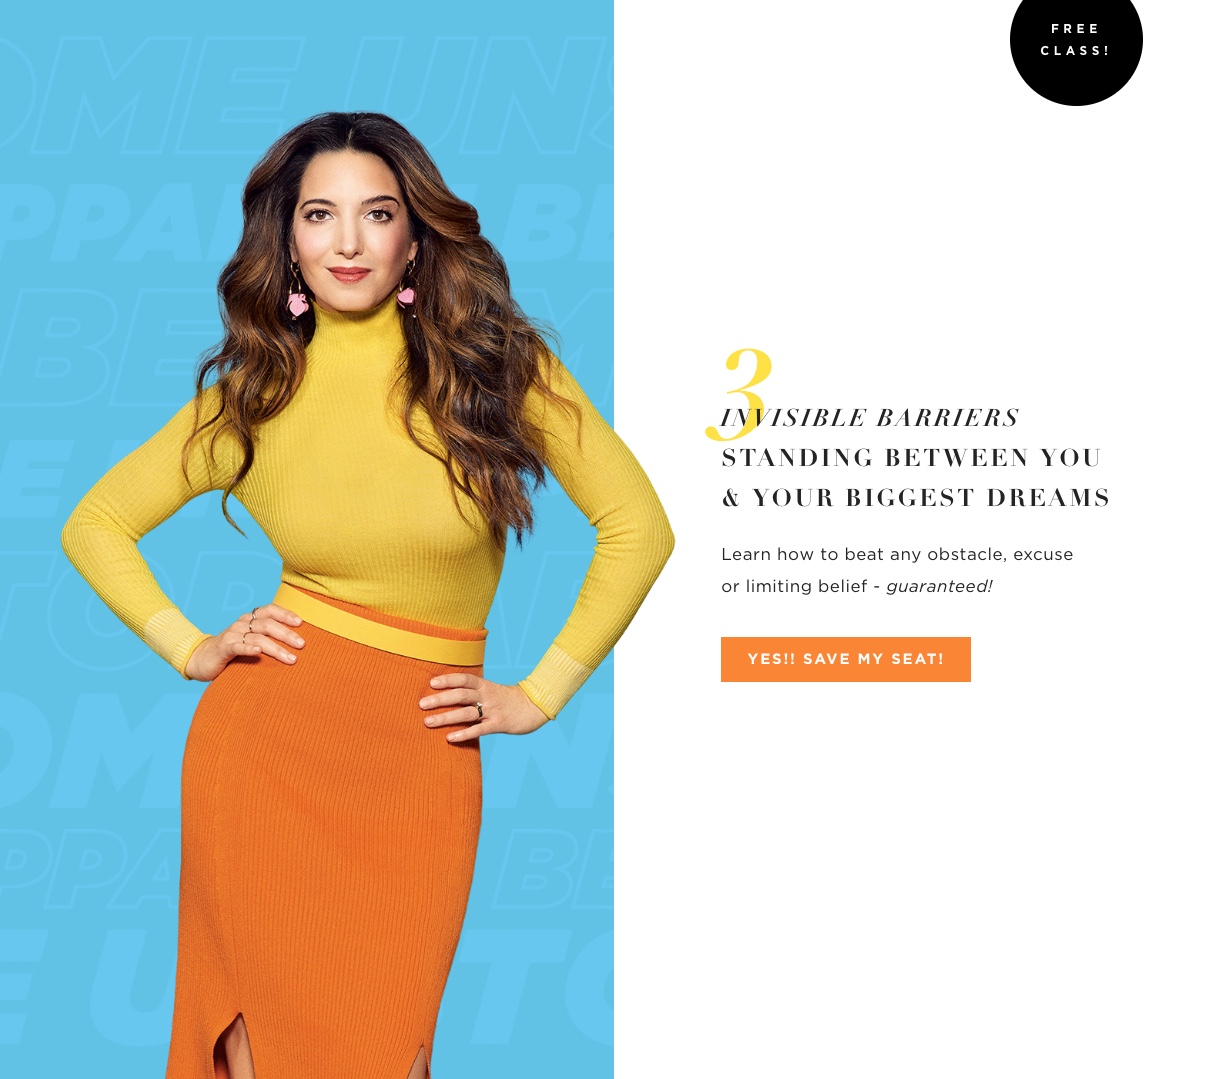 FREE
CLASS!
3
INVISIBLE BARRIERS
STANDING BETWEEN YOU
& YOUR BIGGEST DREAMS
Learn how to beat any obstacle, excuse
or limiting belief - guaranteed!
YES!! SAVE MY SEAT!